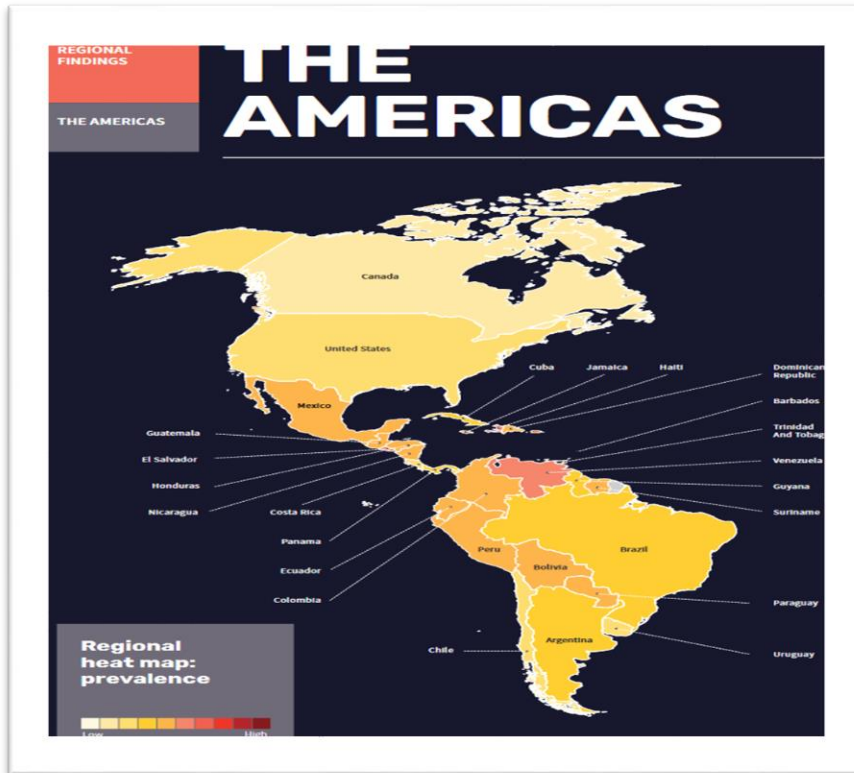 REGIONAL
FINDINGS
THE
AMERICAS
THE AMERICAS
Canada
United States
Cuba
Jamaica
Haiti
Dominican
Republic
Mexico
Barbados
Guatemala
Trinidad
And Tobag
El Salvador
Venezuela
Honduras
Guyana
Nicaragua
Costa Rica
Suriname
Panama
Peru
Brazil
Ecuador
Bolivia
Colombia
Paraguay
Argentina
Chile
Uruguay
Regional
heat map:
prevalence
Low
High